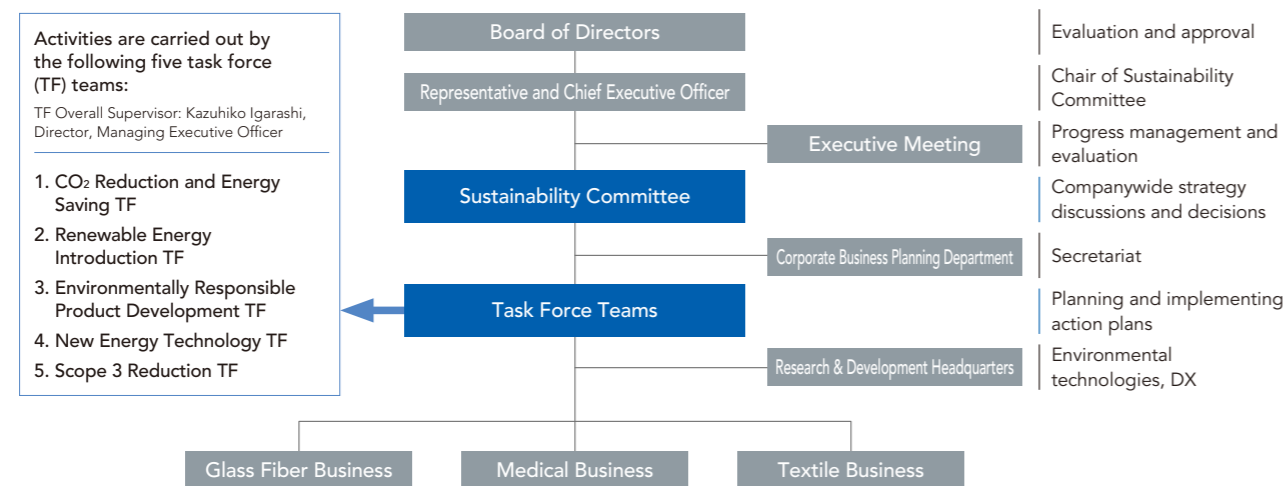 Activities are carried out by
the following five task force
(TF) teams:
TF Overall Supervisor: Kazuhiko Igarashi,
Director, Managing Executive Officer
1. CO₂ Reduction and Energy
Saving TF
2. Renewable Energy
Introduction TF
3. Environmentally Responsible
Product Development TF
4. New Energy Technology TF
5. Scope 3 Reduction TF
Board of Directors
Evaluation and approval
Representative and Chief Executive Officer
Chair of Sustainability
Committee
Executive Meeting
Progress management and
evaluation
Sustainability Committee
Companywide strategy
discussions and decisions
Corporate Business Planning Department
Secretariat
Task Force Teams
Planning and implementing
action plans
Research & Development Headquarters
Environmental
technologies, DX
Glass Fiber Business
Medical Business
Textile Business